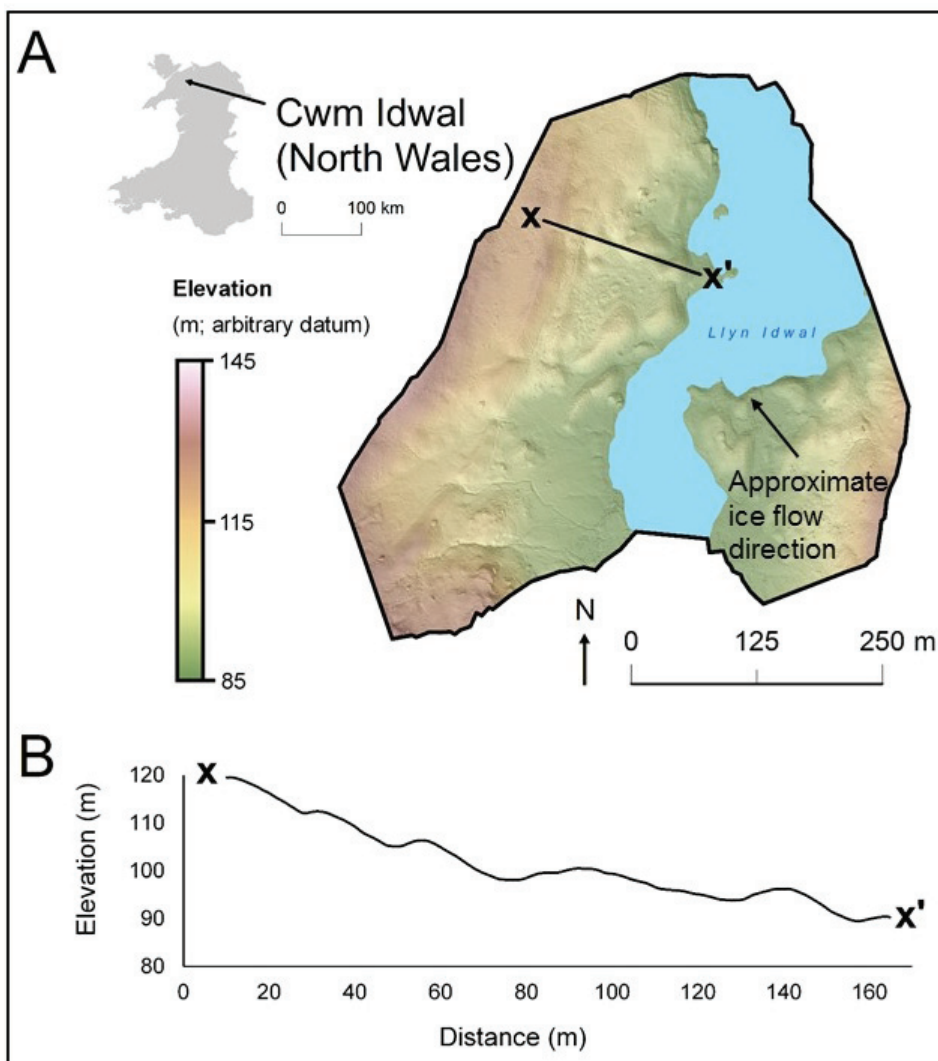 A
Cwm Idwal
(North Wales)
0 100 km
x
x'
Elevation
(m; arbitrary datum)
145
115
85
Llyn Idwal
Approximate
ice flow
direction
N
0 125 250 m
B
x
x'
120
110
100
90
80
Elevation (m)
0 20 40 60 80 100 120 140 160
Distance (m)